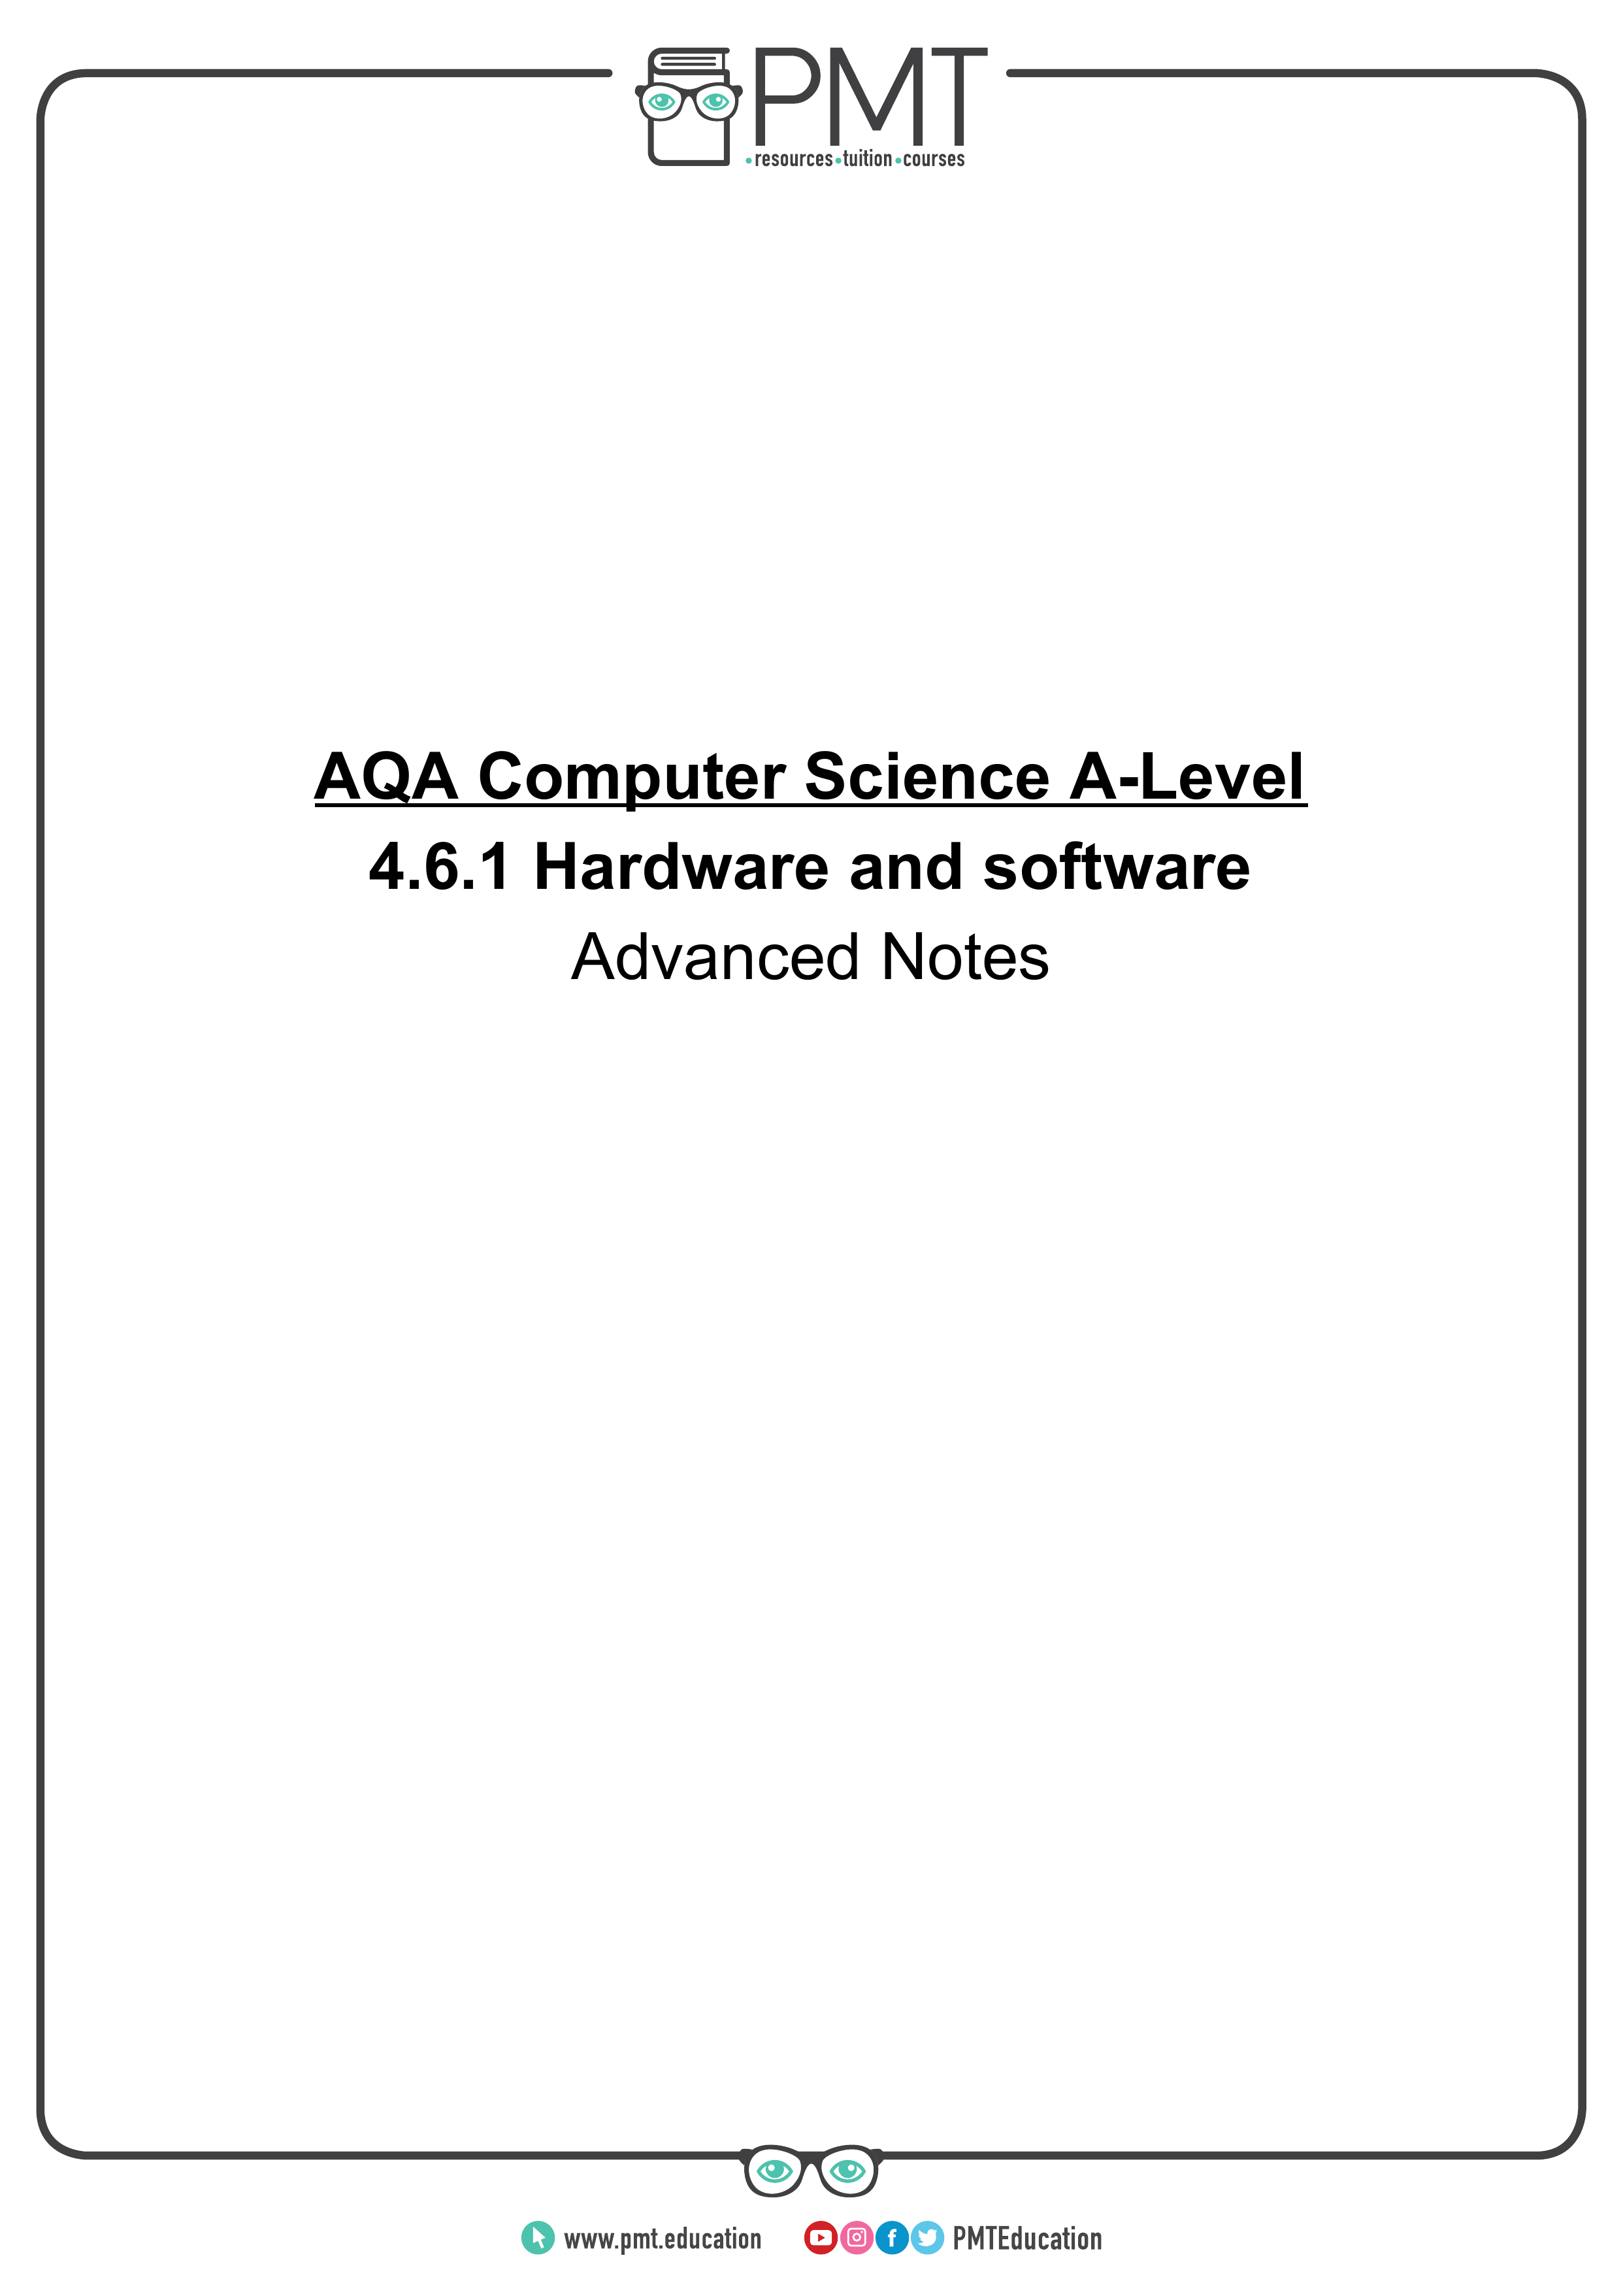 PMT
resources tuition courses
AQA Computer Science A-Level
4.6.1 Hardware and software
Advanced Notes
www.pmt.education PMTEducation